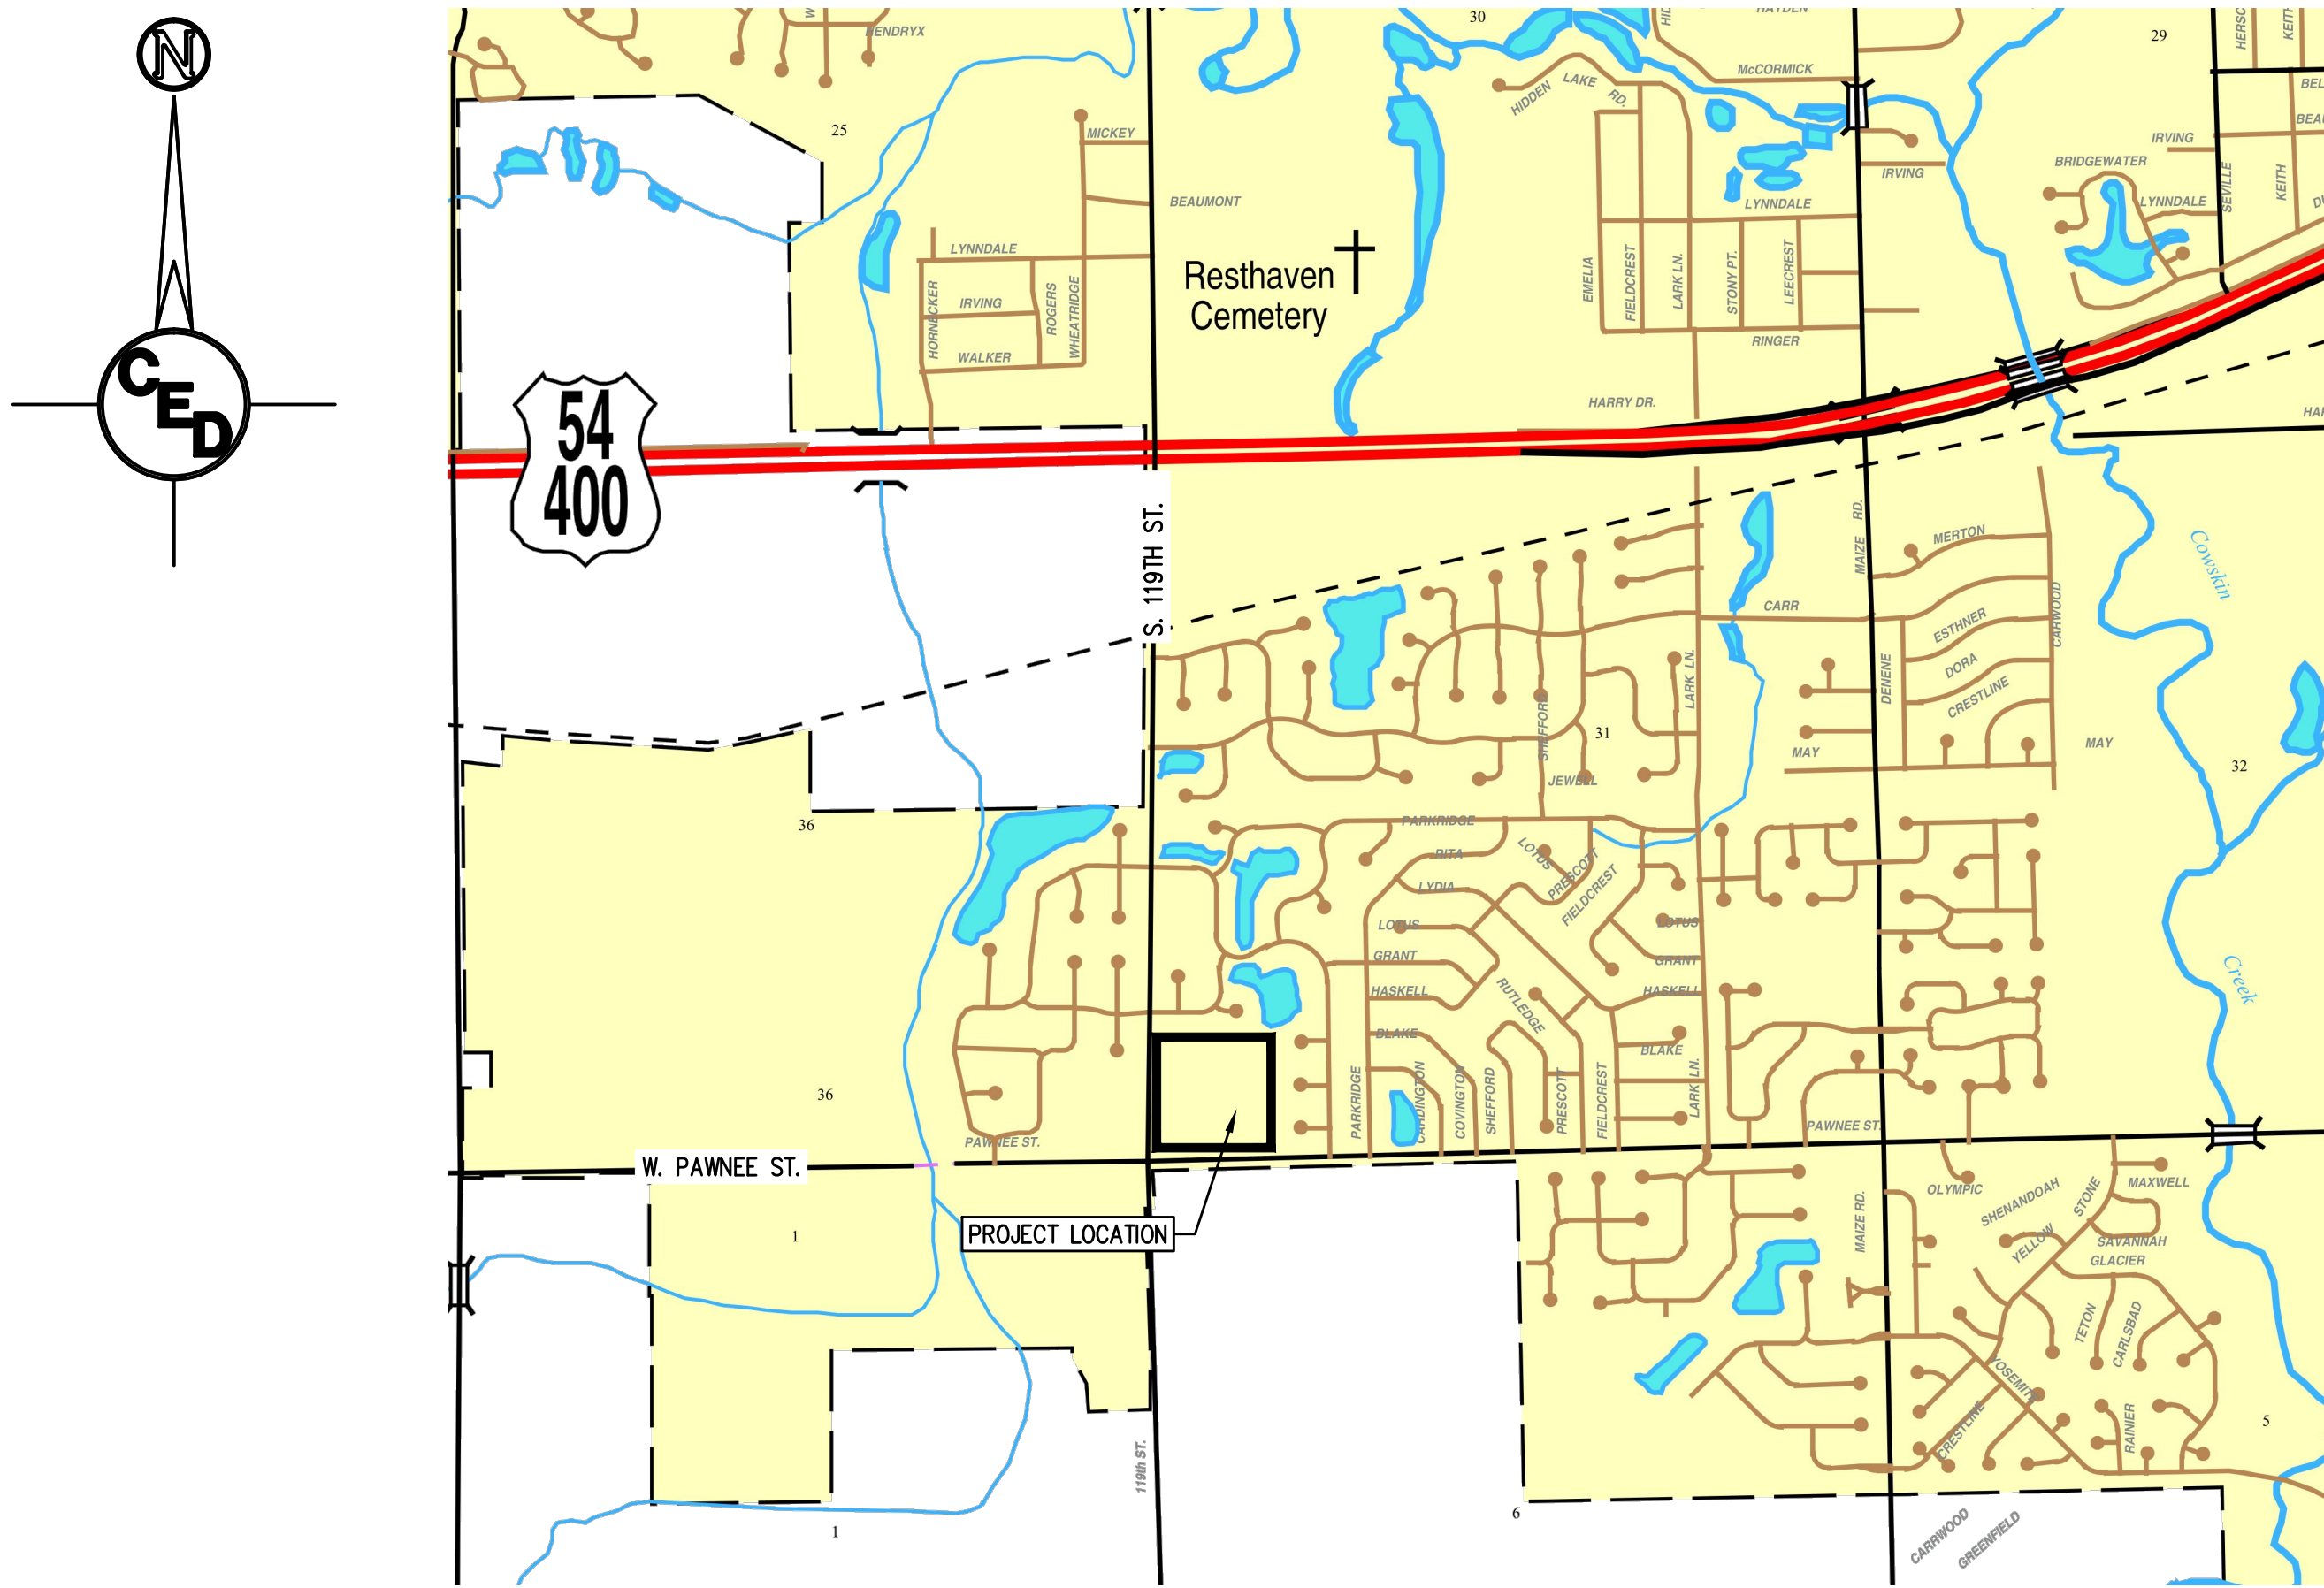 N
CED
30
29
25
HENDRYX
McCORMICK
HIDDEN
LAKE
RD.
MICKEY
BEAUMONT
IRVING
BRIDGEWATER
IRVING
LYNNDALE
LYNNDALE
SEVILLE
KEITH
LYNNDALE
Resthaven
Cemetery
HORNECKER
IRVING
ROGERS
WHEATRIDGE
WALKER
EMELIA
FIELDCREST
LARK LN.
STONY PT.
LEECREST
RINGER
HARRY DR.
54
400
S. 119TH ST.
MAIZE RD.
MERTON
Cowskin
CARR
ESTHNER
CARWOOD
DORA
DENENE
CRESTLINE
LARK LN.
SHEFFORD
31
MAY
MAY
32
JEWELL
36
PARKRIDGE
RITA
LOTUS
PRESCOTT
LYDIA
FIELDCREST
LOTUS
LOTUS
GRANT
GRANT
HASKELL
HASKELL
RUTLEDGE
Creek
BLAKE
BLAKE
36
PARKRIDGE
CARDINGTON
COVINGTON
SHEFFORD
PRESCOTT
FIELDCREST
LARK LN.
PAWNEE ST.
PAWNEE ST.
W. PAWNEE ST.
OLYMPIC
SHENANDOAH
STONE
MAXWELL
MAIZE RD.
YELLOW
SAVANNAH
GLACIER
1
PROJECT LOCATION
TETON
CARLSBAD
YOSEMITE
CRESTLINE
RAINIER
5
119th ST.
6
1
CARRWOOD
GREENFIELD